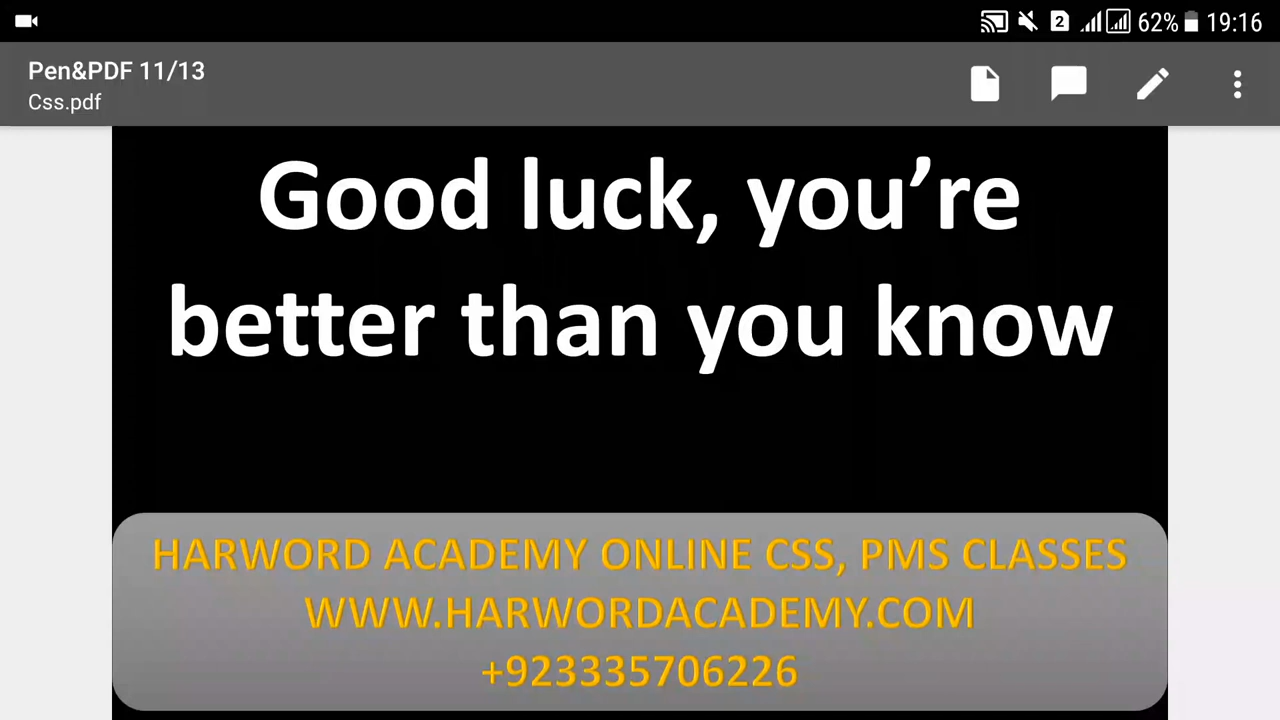 2 62% 19:16
Pen&PDF 11/13
Css.pdf
Good luck, you’re
better than you know
HARWORD ACADEMY ONLINE CSS, PMS CLASSES
WWW.HARWORDACADEMY.COM
+923335706226